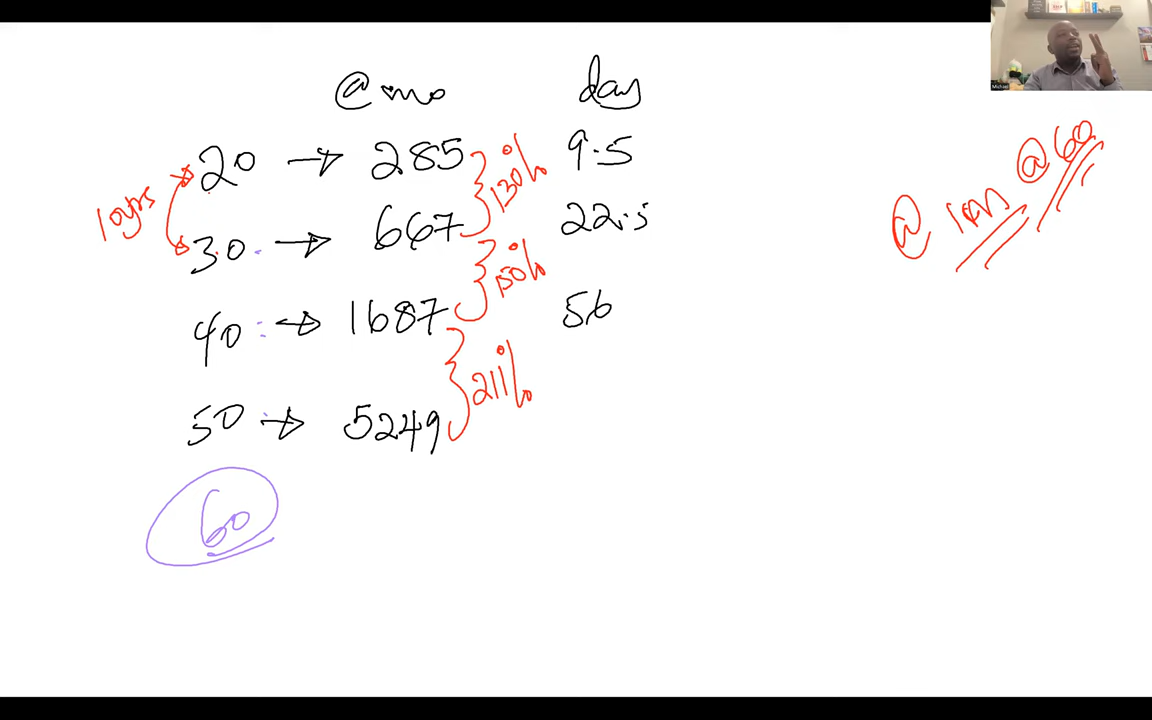 @mo day
20 → 285 9.5
130%
10yrs
30 → 667 22.5
150%
40 → 1687 56
211%
50 → 5249
60
@ 1m @60
Michael